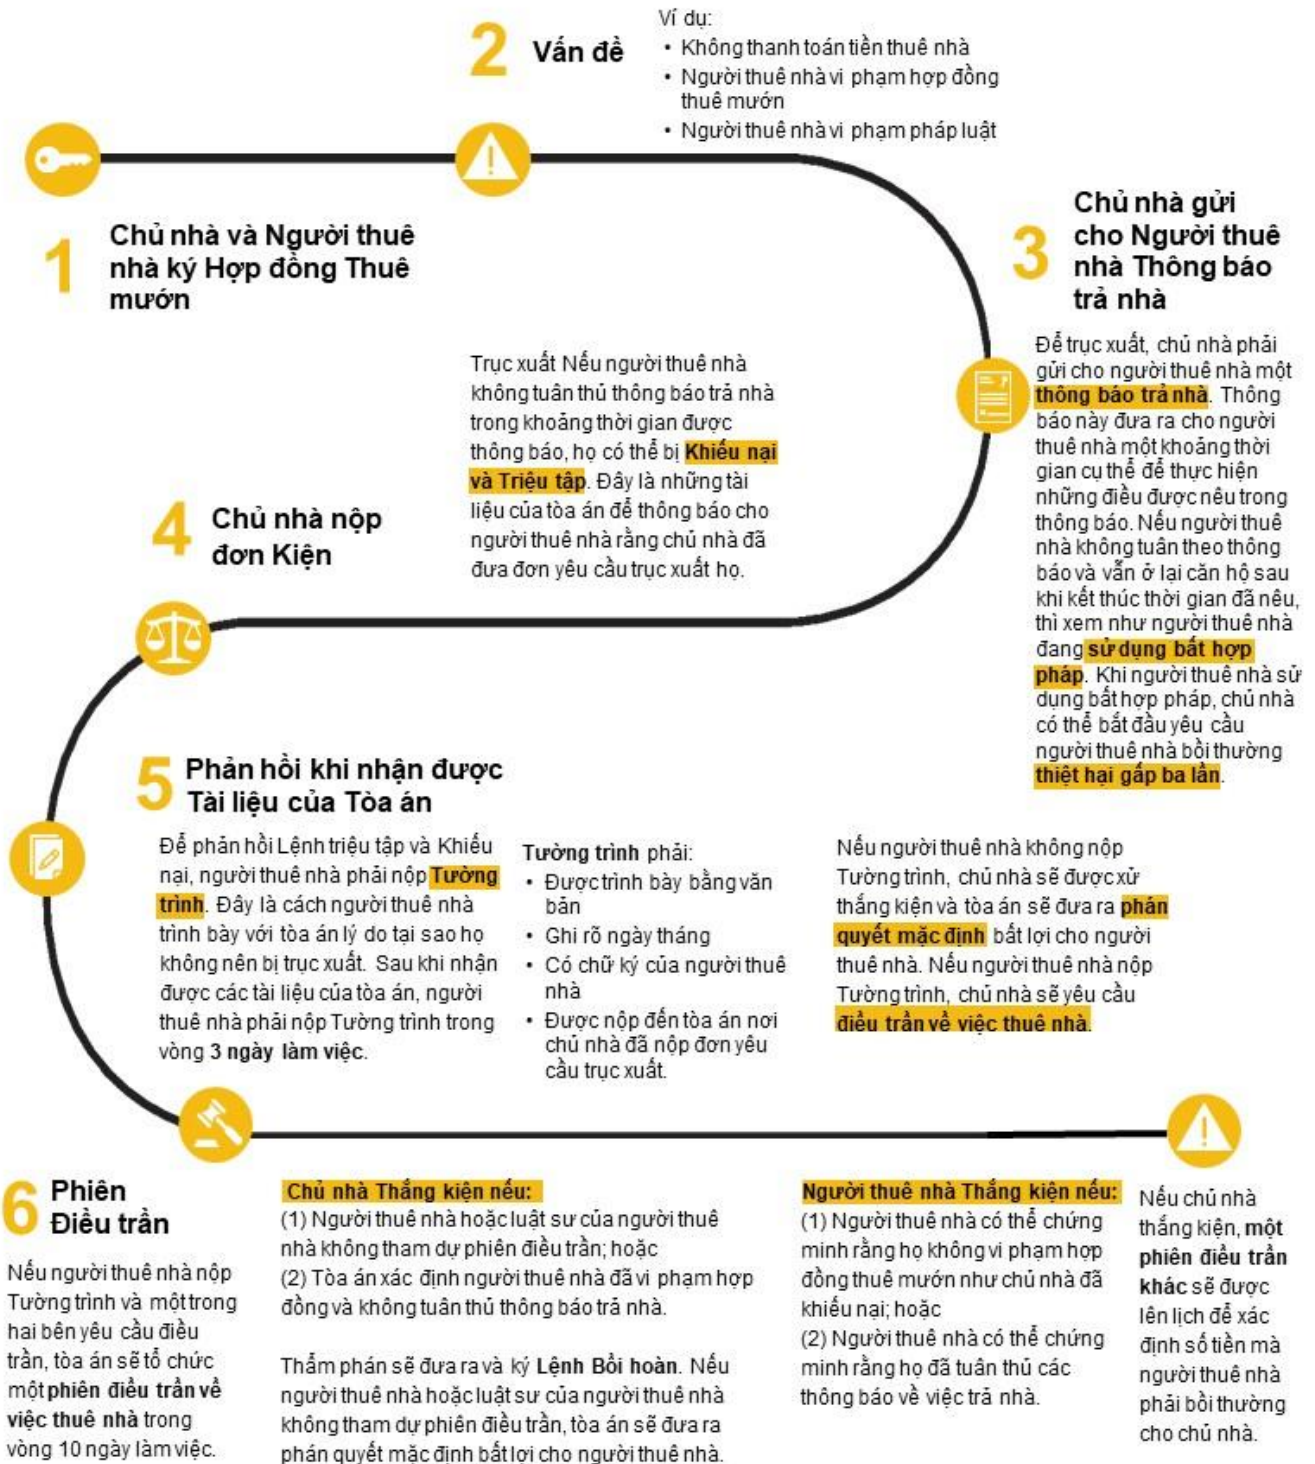 1
Chủ nhà và Người thuê
nhà ký Hợp đồng Thuê
mướn
2
Vấn đề
Ví dụ:
• Không thanh toán tiền thuê nhà
• Người thuê nhà vi phạm hợp đồng
thuê mướn
• Người thuê nhà vi phạm pháp luật
3
Chủ nhà gửi
cho Người thuê
nhà Thông báo
trả nhà
Để trục xuất, chủ nhà phải
gửi cho người thuê nhà một
thông báo trả nhà. Thông
báo này đưa ra cho người
thuê nhà một khoảng thời
gian cụ thể để thực hiện
những điều được nêu trong
thông báo. Nếu người thuê
nhà không tuân theo thông
báo và vẫn ở lại căn hộ sau
khi kết thúc thời gian đã nêu,
thì xem như người thuê nhà
đang sử dụng bất hợp
pháp. Khi người thuê nhà sử
dụng bất hợp pháp, chủ nhà
có thể bắt đầu yêu cầu
người thuê nhà bồi thường
thiệt hại gấp ba lần.
4
Chủ nhà nộp
đơn Kiện
Trục xuất Nếu người thuê nhà
không tuân thủ thông báo trả nhà
trong khoảng thời gian được
thông báo, họ có thể bị Khiếu nại
và Triệu tập. Đây là những tài
liệu của tòa án để thông báo cho
người thuê nhà rằng chủ nhà đã
đưa đơn yêu cầu trục xuất họ.
5
Phản hồi khi nhận được
Tài liệu của Tòa án
Để phản hồi Lệnh triệu tập và Khiếu
nại, người thuê nhà phải nộp Tường
trình. Đây là cách người thuê nhà
trình bày với tòa án lý do tại sao họ
không nên bị trục xuất. Sau khi nhận
được các tài liệu của tòa án, người
thuê nhà phải nộp Tường trình trong
vòng 3 ngày làm việc.
Tường trình phải:
• Được trình bày bằng văn
bản
• Ghi rõ ngày tháng
• Có chữ ký của người thuê
nhà
• Được nộp đến tòa án nơi
chủ nhà đã nộp đơn yêu
cầu trục xuất.
Nếu người thuê nhà không nộp
Tường trình, chủ nhà sẽ được xử
thắng kiện và tòa án sẽ đưa ra phán
quyết mặc định bất lợi cho người
thuê nhà. Nếu người thuê nhà nộp
Tường trình, chủ nhà sẽ yêu cầu
điều trần về việc thuê nhà.
6
Phiên
Điều trần
Nếu người thuê nhà nộp
Tường trình và một trong
hai bên yêu cầu điều
trần, tòa án sẽ tổ chức
một phiên điều trần về
việc thuê nhà trong
vòng 10 ngày làm việc.
Chủ nhà Thắng kiện nếu:
(1) Người thuê nhà hoặc luật sư của người thuê
nhà không tham dự phiên điều trần; hoặc
(2) Tòa án xác định người thuê nhà đã vi phạm hợp
đồng và không tuân thủ thông báo trả nhà.
Thẩm phán sẽ đưa ra và ký Lệnh Bồi hoàn. Nếu
người thuê nhà hoặc luật sư của người thuê nhà
không tham dự phiên điều trần, tòa án sẽ đưa ra
phán quyết mặc định bất lợi cho người thuê nhà.
Người thuê nhà Thắng kiện nếu:
(1) Người thuê nhà có thể chứng
minh rằng họ không vi phạm hợp
đồng thuê mướn như chủ nhà đã
khiếu nại; hoặc
(2) Người thuê nhà có thể chứng
minh rằng họ đã tuân thủ các
thông báo về việc trả nhà.
Nếu chủ nhà
thắng kiện, một
phiên điều trần
khác sẽ được
lên lịch để xác
định số tiền mà
người thuê nhà
phải bồi thường
cho chủ nhà.